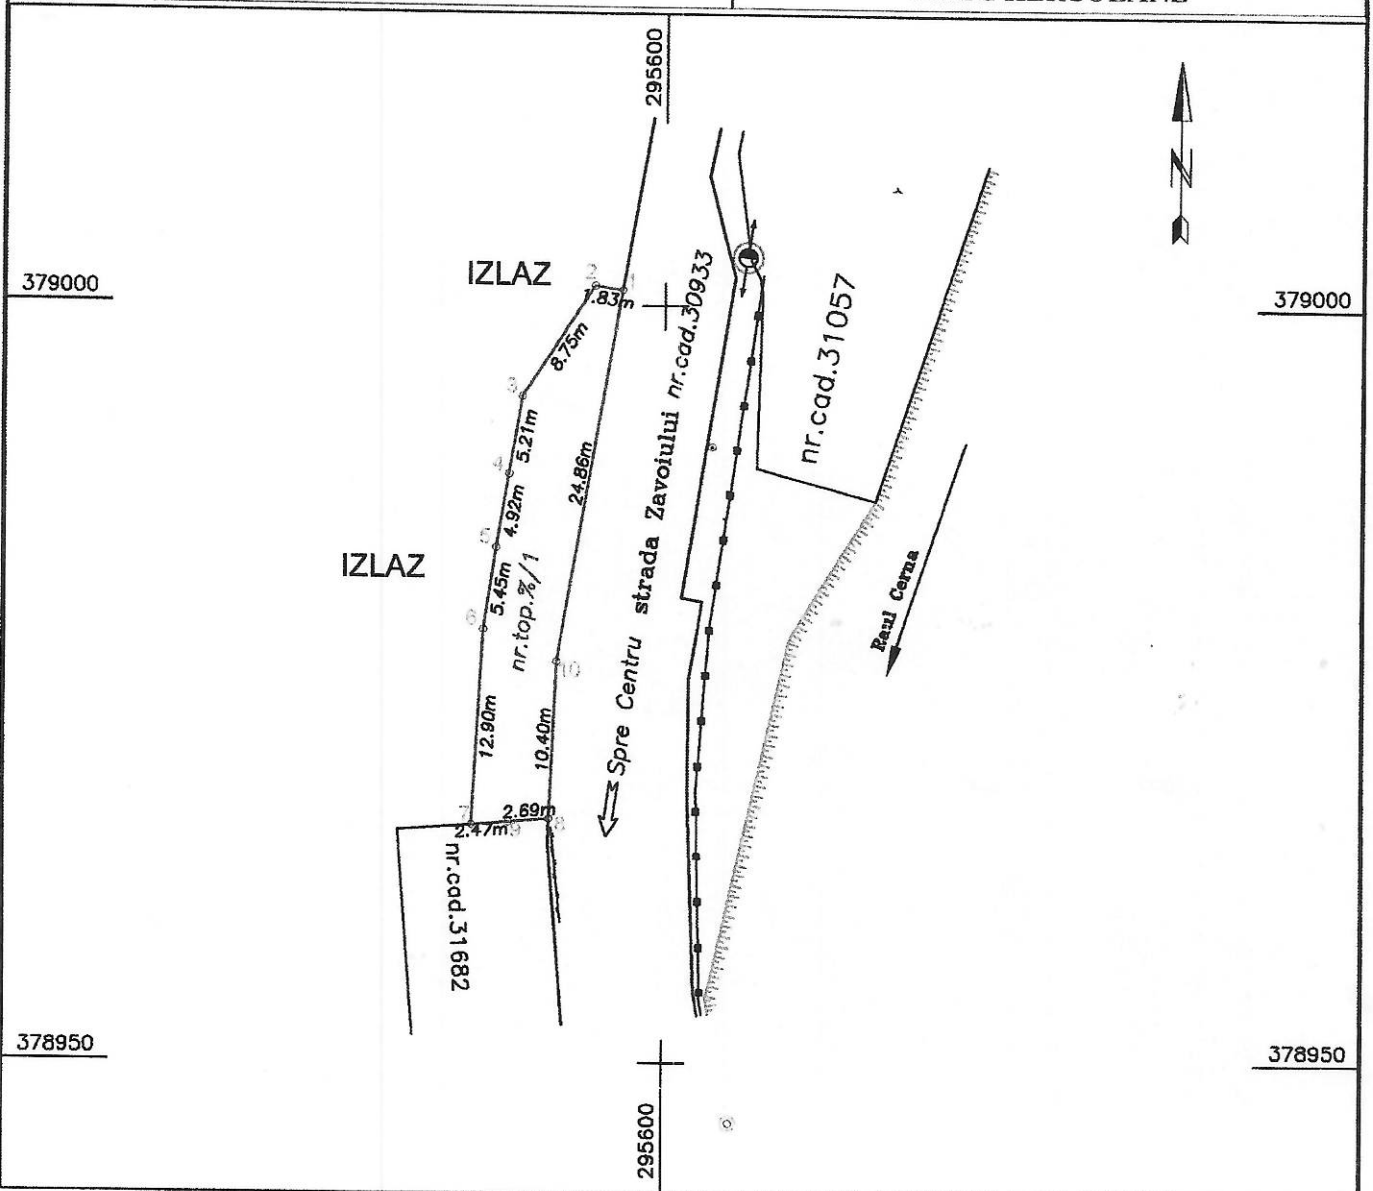 295600
N
IZLAZ
2
1
1.83m
379000
379000
8.75m
3
5.21m
4
4.92m
5
24.86m
IZLAZ
5.45m
nr.top.%/1
6
10
12.90m
10.40m
Spre Centru strada Zavoiului nr.cad.30933
nr.cad.31057
Raul Cerna
7
2.69m
2.47m
9
8
nr.cad.31682
378950
378950
295600